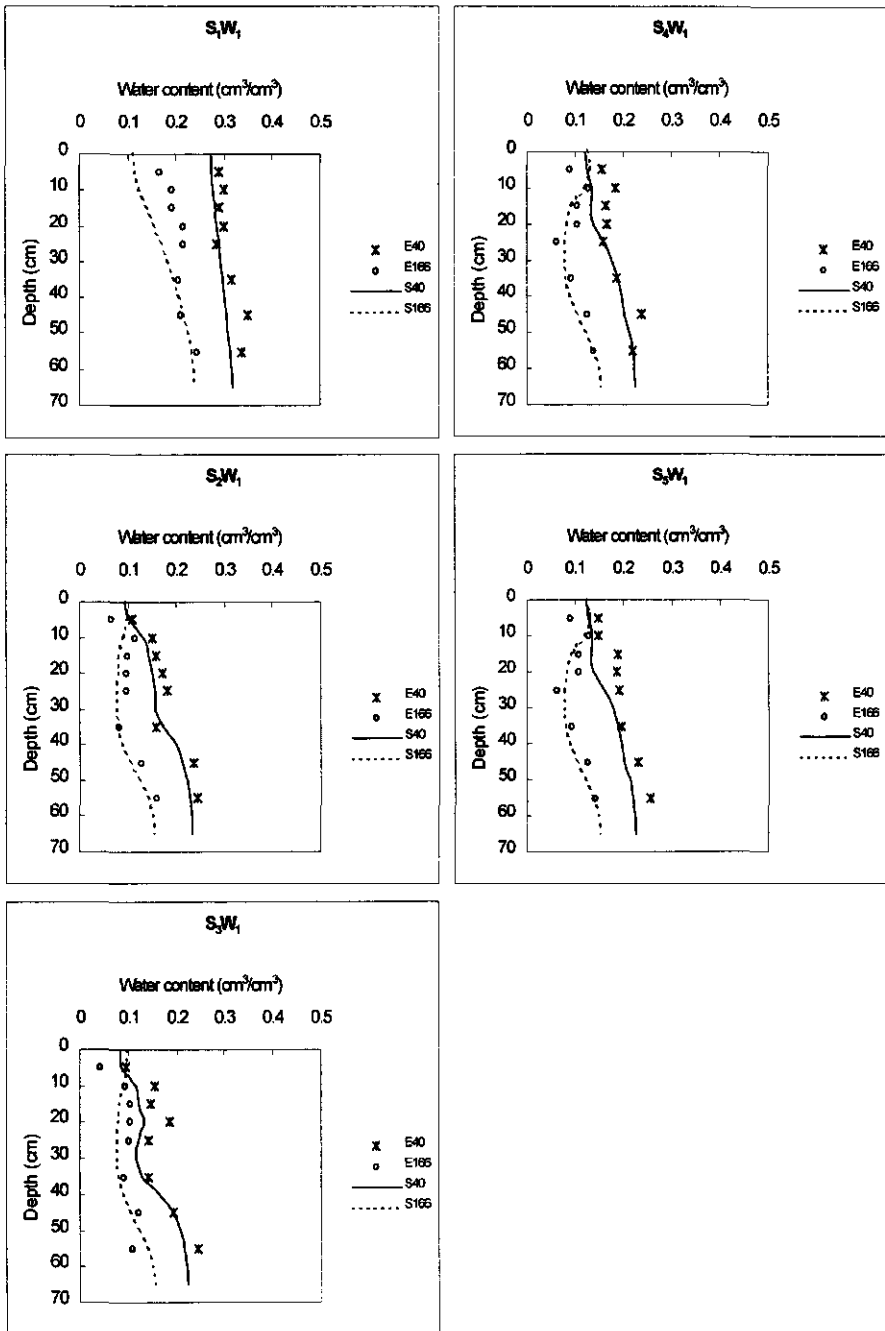 S₁W₁
Water content (cm³/cm³)
0 0.1 0.2 0.3 0.4 0.5
0
10
20
30
40
50
60
70
Depth (cm)
E40
E166
S40
S166
S₄W₁
Water content (cm³/cm³)
0 0.1 0.2 0.3 0.4 0.5
0
10
20
30
40
50
60
70
Depth (cm)
E40
E166
S40
S166
S₂W₁
Water content (cm³/cm³)
0 0.1 0.2 0.3 0.4 0.5
0
10
20
30
40
50
60
70
Depth (cm)
E40
E166
S40
S166
S₅W₁
Water content (cm³/cm³)
0 0.1 0.2 0.3 0.4 0.5
0
10
20
30
40
50
60
70
Depth (cm)
E40
E166
S40
S166
S₃W₁
Water content (cm³/cm³)
0 0.1 0.2 0.3 0.4 0.5
0
10
20
30
40
50
60
70
Depth (cm)
E40
E166
S40
S166